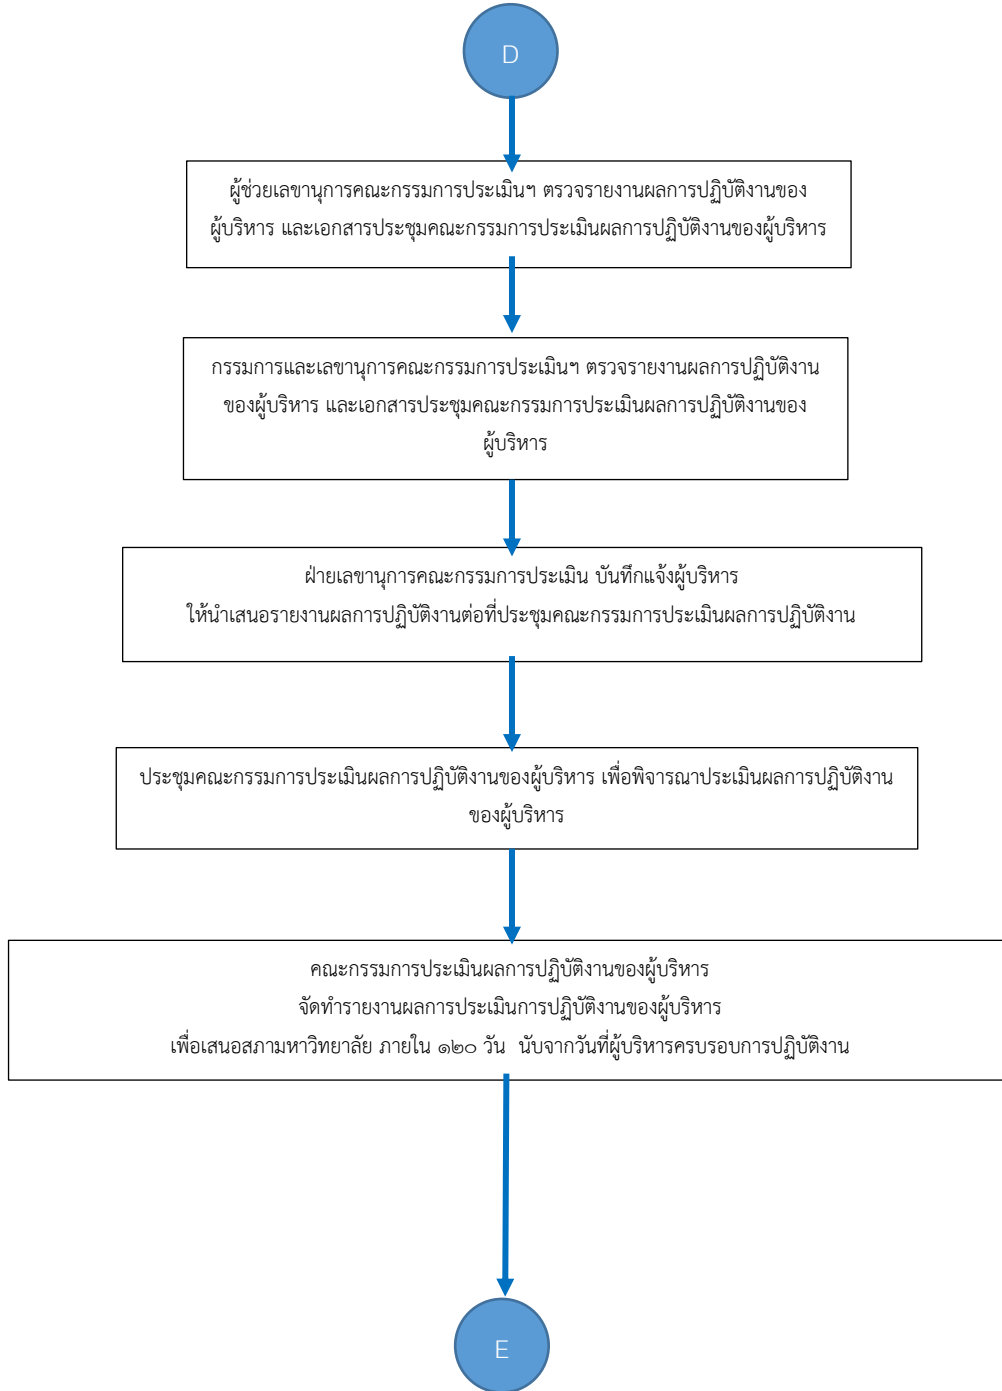 D
ผู้ช่วยเลขานุการคณะกรรมการประเมินฯ ตรวจรายงานผลการปฏิบัติงานของ
ผู้บริหาร และเอกสารประชุมคณะกรรมการประเมินผลการปฏิบัติงานของผู้บริหาร
กรรมการและเลขานุการคณะกรรมการประเมินฯ ตรวจรายงานผลการปฏิบัติงาน
ของผู้บริหาร และเอกสารประชุมคณะกรรมการประเมินผลการปฏิบัติงานของ
ผู้บริหาร
ฝ่ายเลขานุการคณะกรรมการประเมิน บันทึกแจ้งผู้บริหาร
ให้นำเสนอรายงานผลการปฏิบัติงานต่อที่ประชุมคณะกรรมการประเมินผลการปฏิบัติงาน
ประชุมคณะกรรมการประเมินผลการปฏิบัติงานของผู้บริหาร เพื่อพิจารณาประเมินผลการปฏิบัติงาน
ของผู้บริหาร
คณะกรรมการประเมินผลการปฏิบัติงานของผู้บริหาร
จัดทำรายงานผลการประเมินการปฏิบัติงานของผู้บริหาร
เพื่อเสนอสภามหาวิทยาลัย ภายใน ๑๒๐ วัน  นับจากวันที่ผู้บริหารครบรอบการปฏิบัติงาน
E